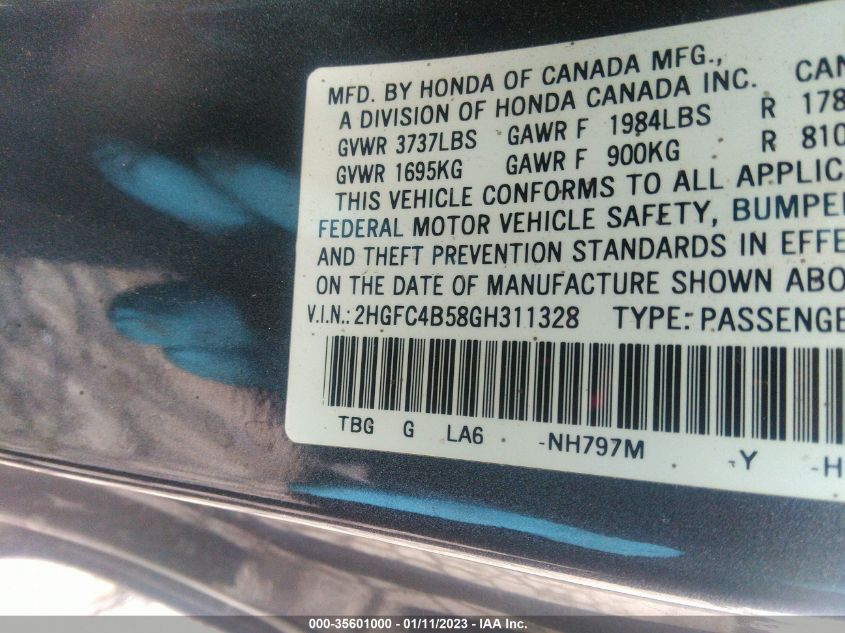 MFD. BY HONDA OF CANADA MFG.,
A DIVISION OF HONDA CANADA INC. CAN
GVWR 3737LBS GAWR F 1984LBS R 178
GVWR 1695KG GAWR F 900KG R 810
THIS VEHICLE CONFORMS TO ALL APPLIC
FEDERAL MOTOR VEHICLE SAFETY, BUMPE
AND THEFT PREVENTION STANDARDS IN EFFE
ON THE DATE OF MANUFACTURE SHOWN ABO
V.I.N.: 2HGFC4B58GH311328 TYPE: PASSENGE
TBG G LA6 -NH797M -Y -H
000-35601000 - 01/11/2023 - IAA Inc.